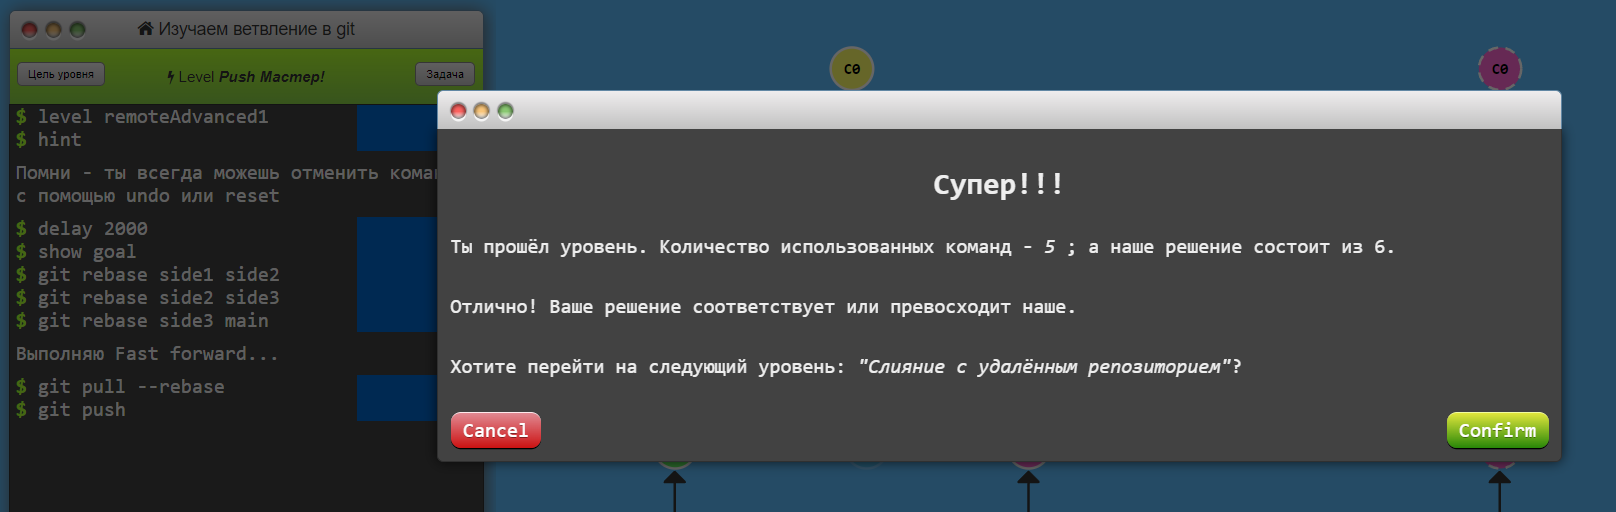 Изучаем ветвление в git
Цель уровня
Level Push Мастер!
Задача
$ level remoteAdvanced1
$ hint
Помни - ты всегда можешь отменить
с помощью undo или reset
$ delay 2000
$ show goal
$ git rebase side1 side2
$ git rebase side2 side3
$ git rebase side3 main
Выполняю Fast forward...
$ git pull --rebase
$ git push
C0
C0
Супер!!!
Ты прошёл уровень. Количество использованных команд - 5 ; а наше решение состоит из 6.
Отлично! Ваше решение соответствует или превосходит наше.
Хотите перейти на следующий уровень: "Слияние с удалённым репозиторием"?
Cancel
Confirm